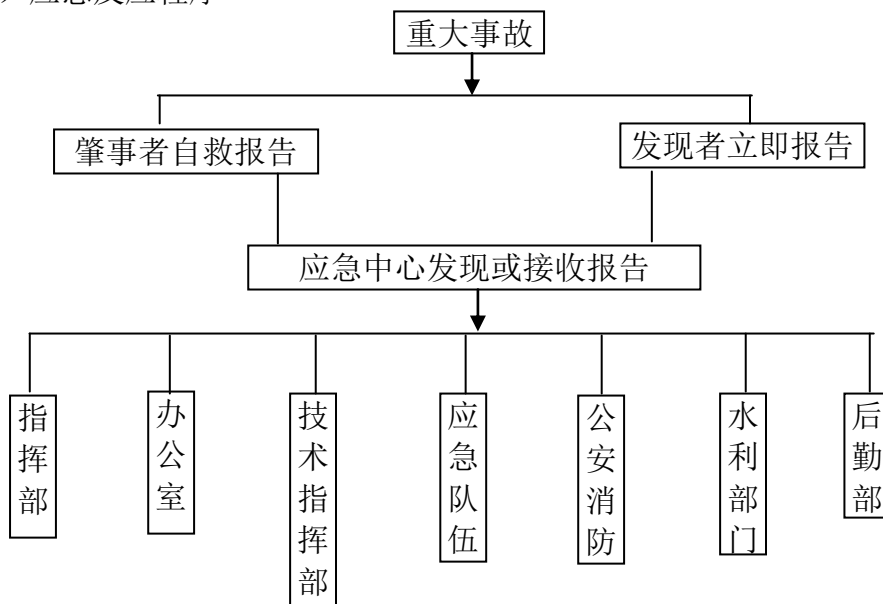 重大事故
肇事者自救报告
发现者立即报告
应急中心发现或接收报告
指挥部
办公室
技术指挥部
应急队伍
公安消防
水利部门
后勤部